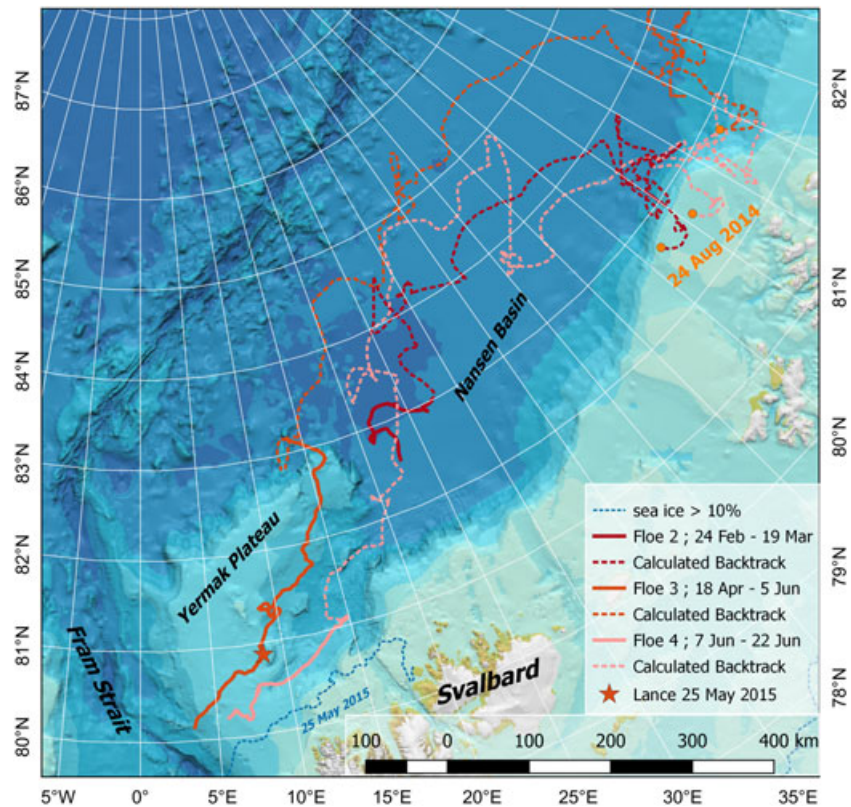 87°N
86°N
85°N
84°N
83°N
82°N
81°N
80°N
82°N
81°N
80°N
79°N
78°N
24 Aug 2014
Nansen Basin
Yermak Plateau
Fram Strait
25 May 2015
Svalbard
sea ice > 10%
Floe 2 ; 24 Feb - 19 Mar
Calculated Backtrack
Floe 3 ; 18 Apr - 5 Jun
Calculated Backtrack
Floe 4 ; 7 Jun - 22 Jun
Calculated Backtrack
Lance 25 May 2015
100 0 100 200 300 400 km
5°W 0° 5°E 10°E 15°E 20°E 25°E 30°E 35°E